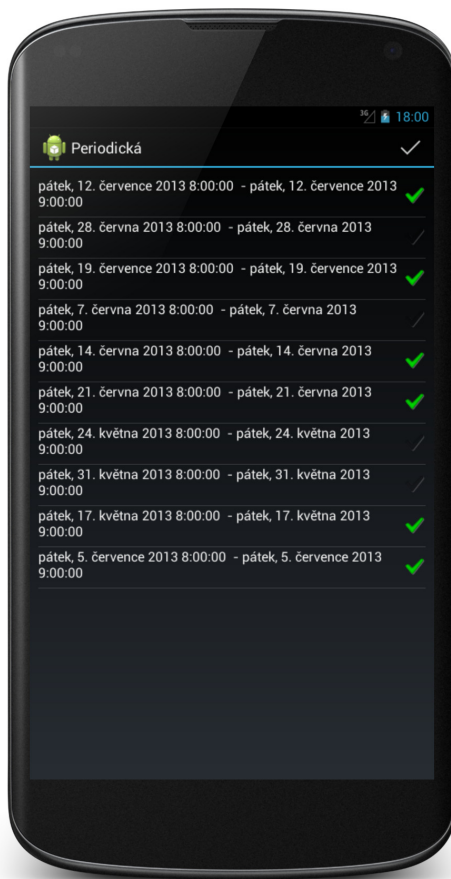 3G 18:00
Periodická
pátek, 12. července 2013 8:00:00  - pátek, 12. července 2013
9:00:00
pátek, 28. června 2013 8:00:00  - pátek, 28. června 2013
9:00:00
pátek, 19. července 2013 8:00:00  - pátek, 19. července 2013
9:00:00
pátek, 7. června 2013 8:00:00  - pátek, 7. června 2013
9:00:00
pátek, 14. června 2013 8:00:00  - pátek, 14. června 2013
9:00:00
pátek, 21. června 2013 8:00:00  - pátek, 21. června 2013
9:00:00
pátek, 24. května 2013 8:00:00  - pátek, 24. května 2013
9:00:00
pátek, 31. května 2013 8:00:00  - pátek, 31. května 2013
9:00:00
pátek, 17. května 2013 8:00:00  - pátek, 17. května 2013
9:00:00
pátek, 5. července 2013 8:00:00  - pátek, 5. července 2013
9:00:00